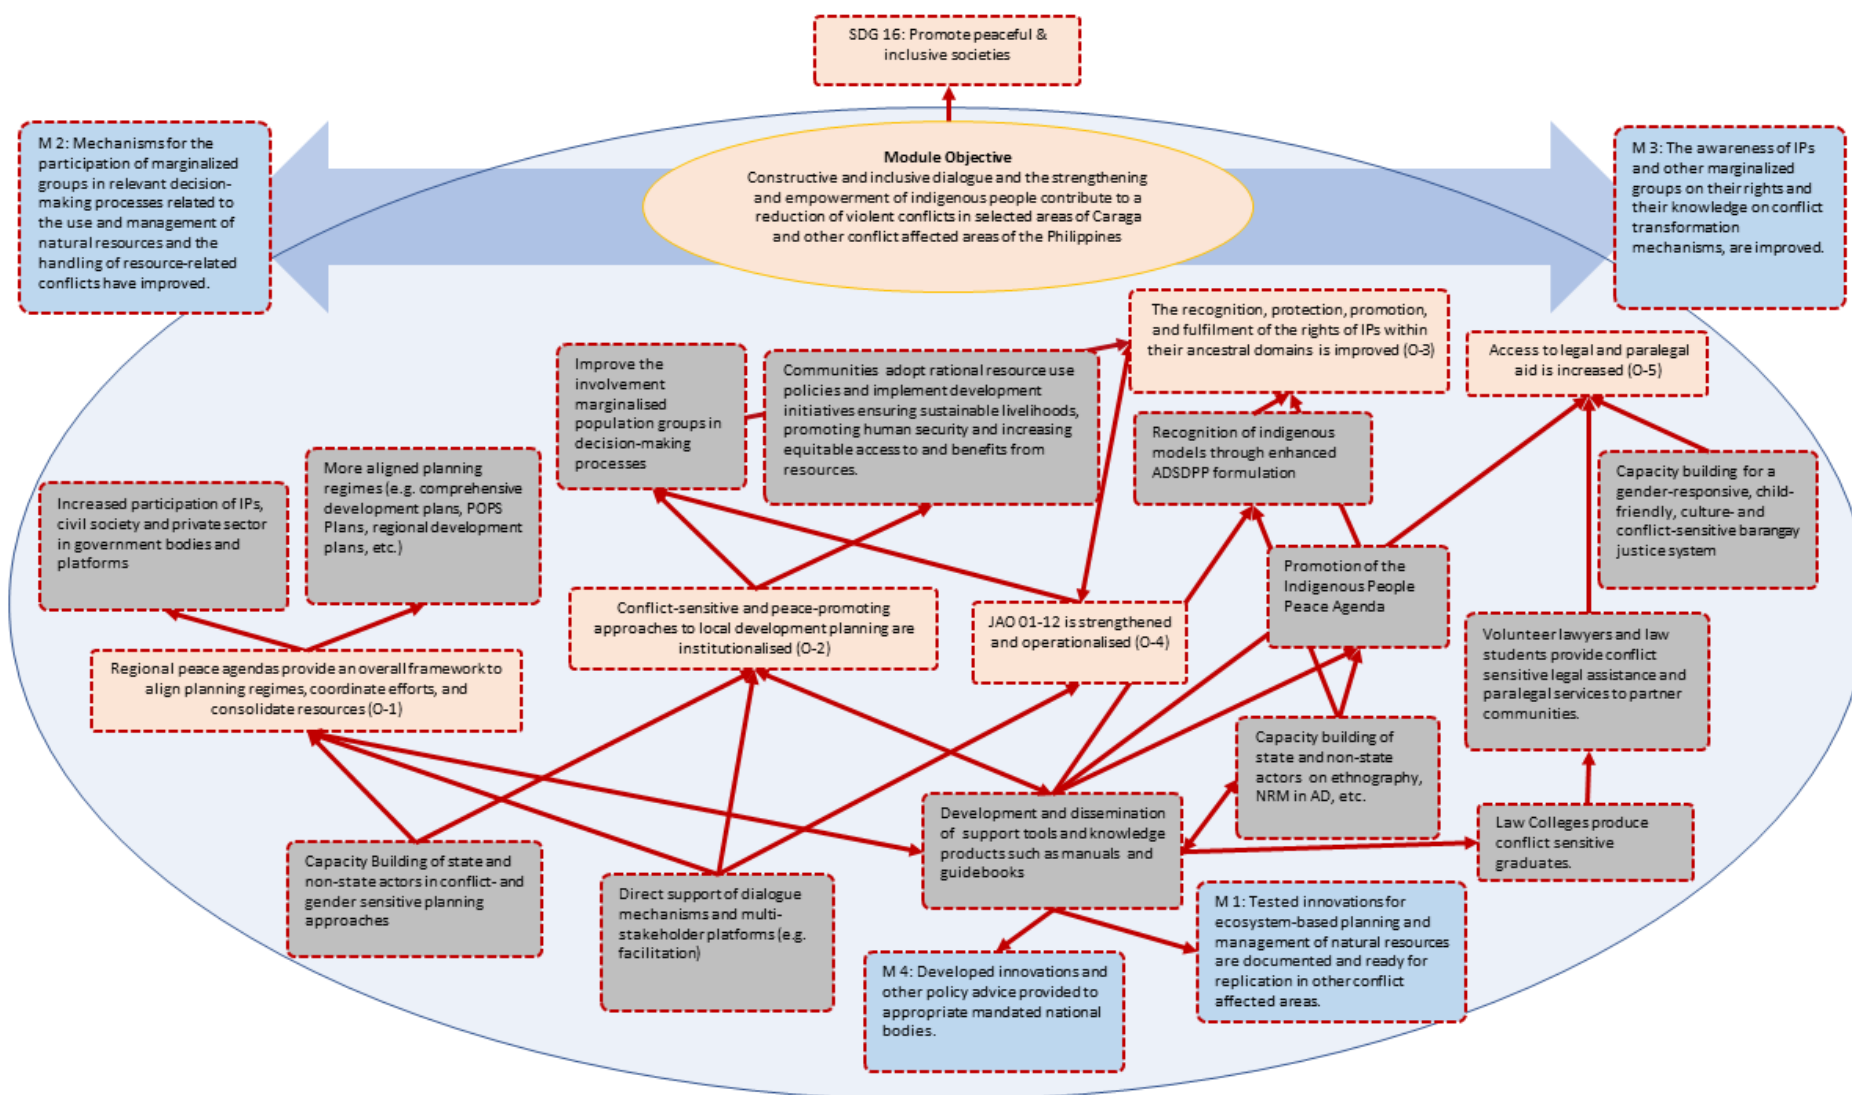 SDG 16: Promote peaceful &
inclusive societies
M 2: Mechanisms for the
participation of marginalized
groups in relevant decision-
making processes related to
the use and management of
natural resources and the
handling of resource-related
conflicts have improved.
Module Objective
Constructive and inclusive dialogue and the strengthening
and empowerment of indigenous people contribute to a
reduction of violent conflicts in selected areas of Caraga
and other conflict affected areas of the Philippines
M 3: The awareness of IPs
and other marginalized
groups on their rights and
their knowledge on conflict
transformation
mechanisms, are improved.
The recognition, protection, promotion,
and fulfilment of the rights of IPs within
their ancestral domains is improved (O-3)
Access to legal and paralegal
aid is increased (O-5)
Improve the
involvement
marginalised
population groups in
decision-making
processes
Communities adopt rational resource use
policies and implement development
initiatives ensuring sustainable livelihoods,
promoting human security and increasing
equitable access to and benefits from
resources.
Recognition of indigenous
models through enhanced
ADSDPP formulation
Capacity building for a
gender-responsive, child-
friendly, culture- and
conflict-sensitive barangay
justice system
Increased participation of IPs,
civil society and private sector
in government bodies and
platforms
More aligned planning
regimes (e.g. comprehensive
development plans, POPS
Plans, regional development
plans, etc.)
Promotion of the
Indigenous People
Peace Agenda
Conflict-sensitive and peace-promoting
approaches to local development planning are
institutionalised (O-2)
JAO 01-12 is strengthened
and operationalised (O-4)
Volunteer lawyers and law
students provide conflict
sensitive legal assistance and
paralegal services to partner
communities.
Regional peace agendas provide an overall framework to
align planning regimes, coordinate efforts, and
consolidate resources (O-1)
Capacity building of
state and non-state
actors on ethnography,
NRM in AD, etc.
Development and dissemination
of support tools and knowledge
products such as manuals and
guidebooks
Law Colleges produce
conflict sensitive
graduates.
Capacity Building of state and
non-state actors in conflict- and
gender sensitive planning
approaches
Direct support of dialogue
mechanisms and multi-
stakeholder platforms (e.g.
facilitation)
M 1: Tested innovations for
ecosystem-based planning and
management of natural resources
are documented and ready for
replication in other conflict
affected areas.
M 4: Developed innovations and
other policy advice provided to
appropriate mandated national
bodies.